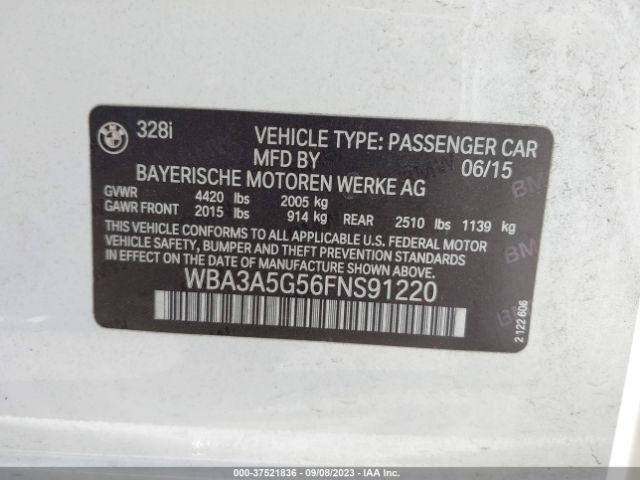 BMW 328i VEHICLE TYPE: PASSENGER CAR
MFD BY 06/15
BAYERISCHE MOTOREN WERKE AG
GVWR 4420 lbs 2005 kg
GAWR FRONT 2015 lbs 914 kg REAR 2510 lbs 1139 kg
THIS VEHICLE CONFORMS TO ALL APPLICABLE U.S. FEDERAL MOTOR
VEHICLE SAFETY, BUMPER AND THEFT PREVENTION STANDARDS IN
EFFECT ON THE DATE OF MANUFACTURE SHOWN ABOVE.
WBA3A5G56FNS91220
2 122 606
000-37521836 - 09/08/2023 - IAA Inc.